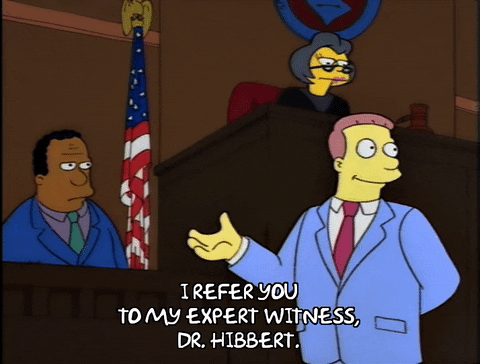 I REFER YOU
TO MY EXPERT WITNESS,
DR. HIBBERT.